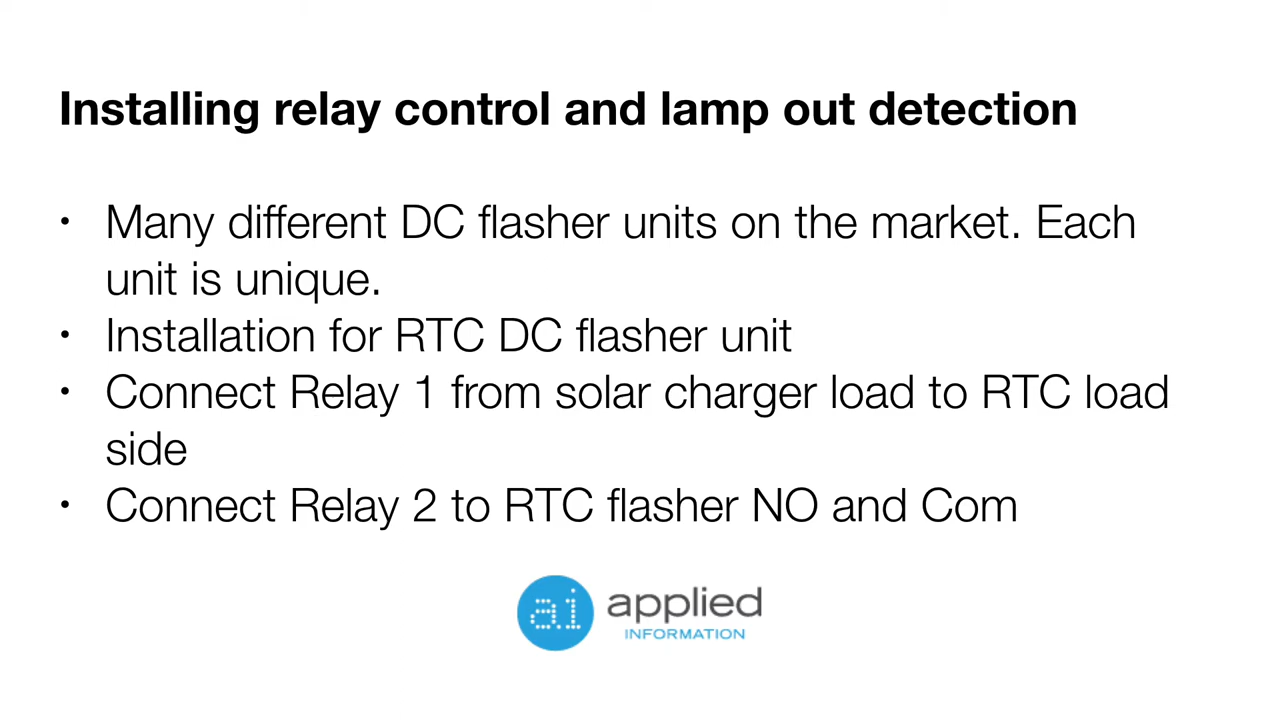 Installing relay control and lamp out detection
• Many different DC flasher units on the market. Each
unit is unique.
• Installation for RTC DC flasher unit
• Connect Relay 1 from solar charger load to RTC load
side
• Connect Relay 2 to RTC flasher NO and Com
ai applied
INFORMATION